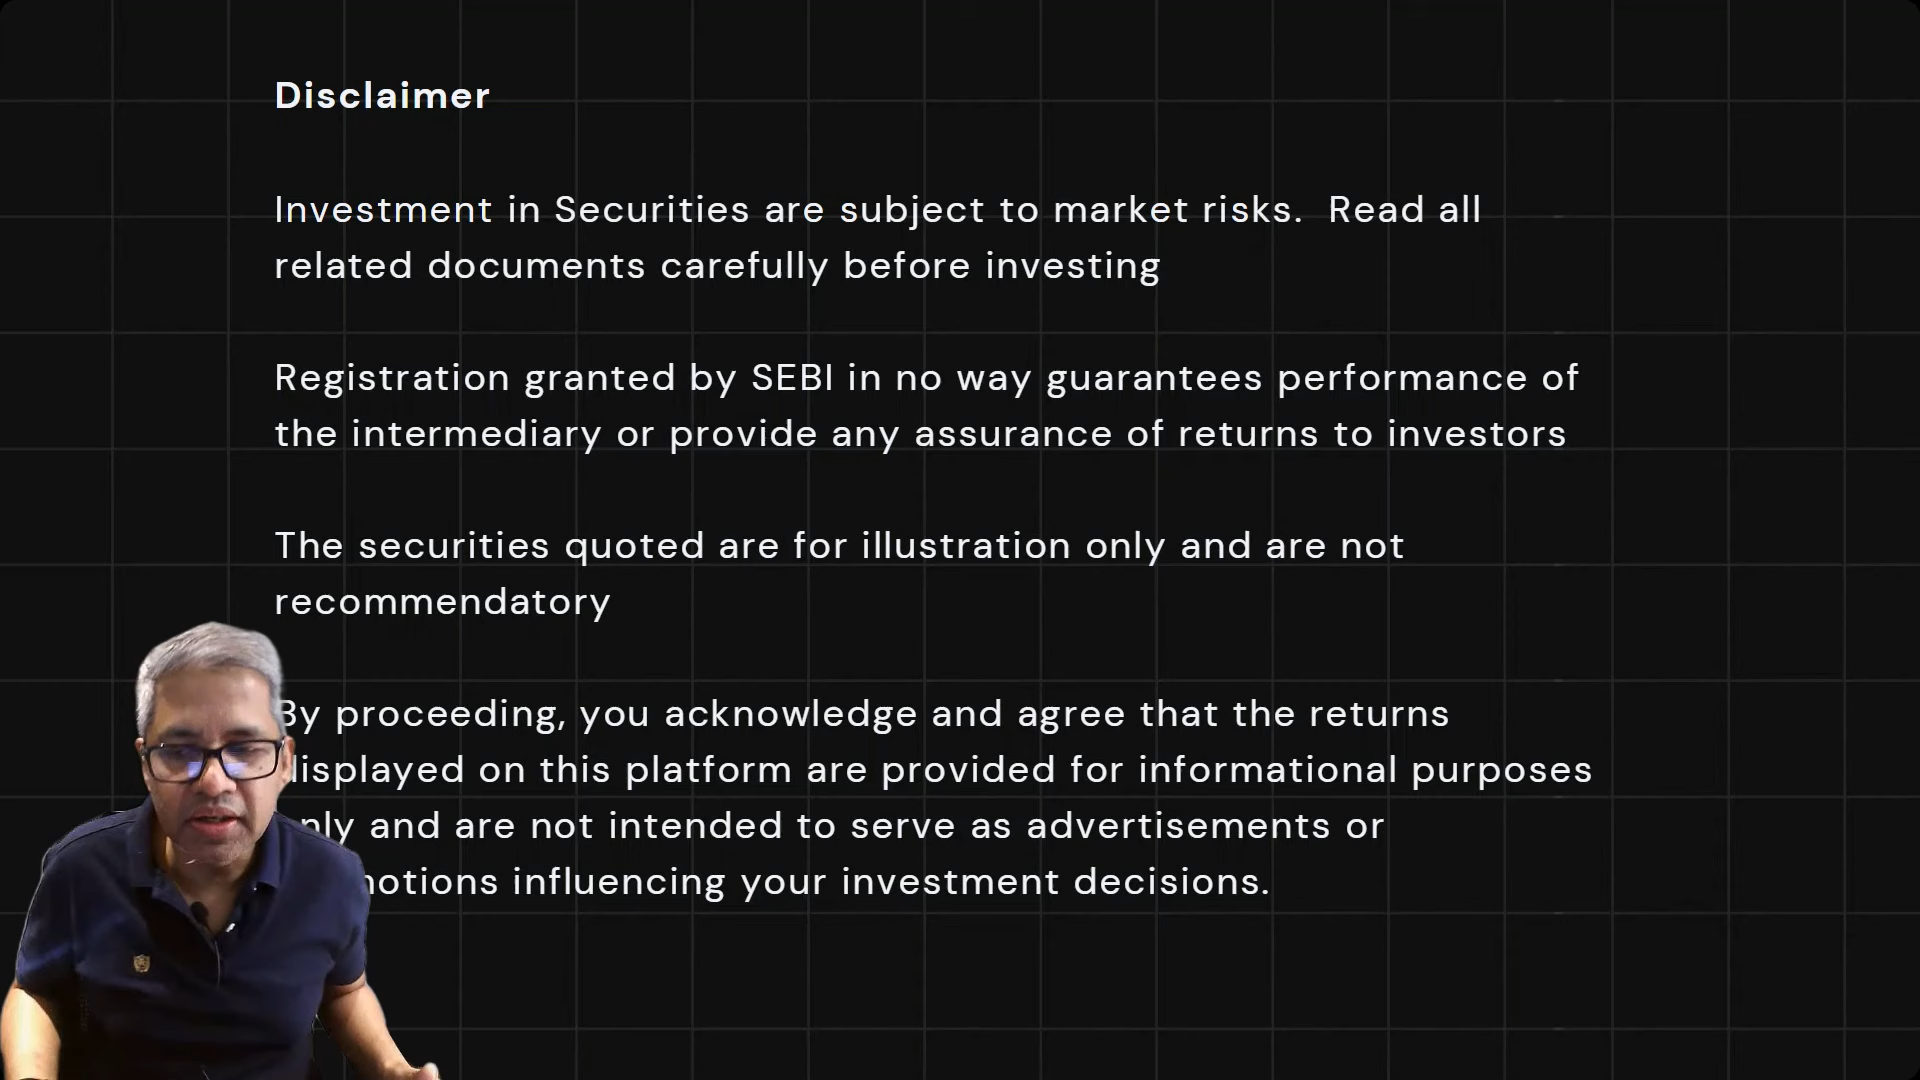 Disclaimer
Investment in Securities are subject to market risks.  Read all
related documents carefully before investing
Registration granted by SEBI in no way guarantees performance of
the intermediary or provide any assurance of returns to investors
The securities quoted are for illustration only and are not
recommendatory
By proceeding, you acknowledge and agree that the returns
displayed on this platform are provided for informational purposes
only and are not intended to serve as advertisements or
influencing your investment decisions.